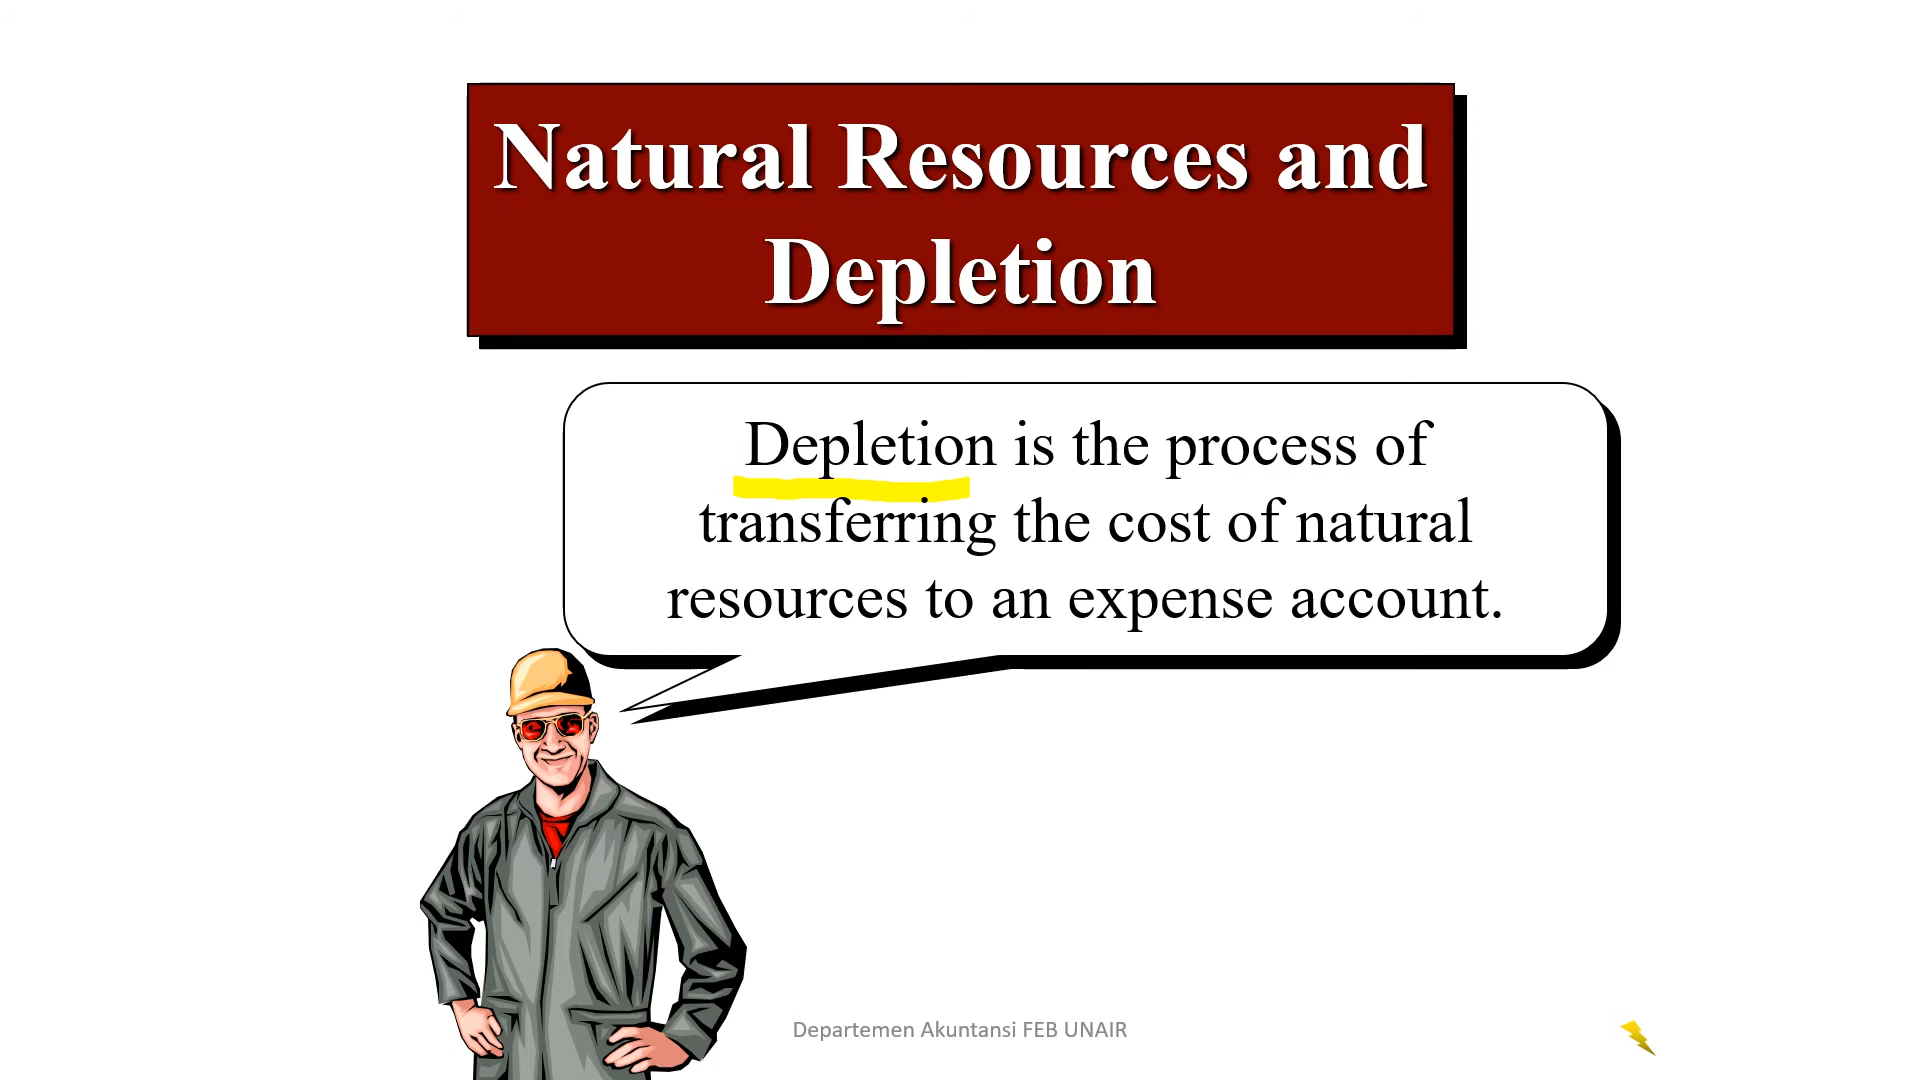 Natural Resources and
Depletion
Depletion is the process of
transferring the cost of natural
resources to an expense account.
Departemen Akuntansi FEB UNAIR